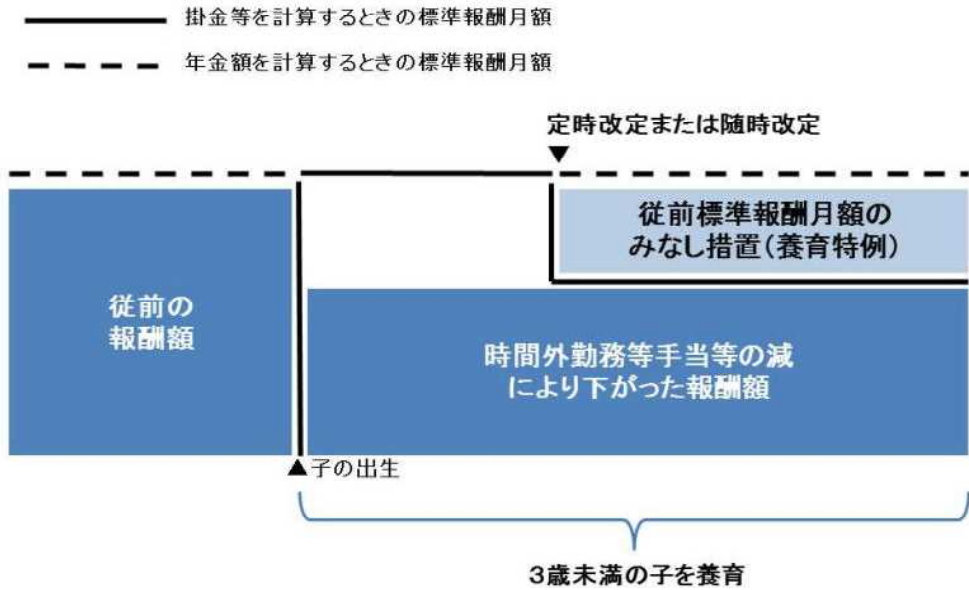 掛金等を計算するときの標準報酬月額
年金額を計算するときの標準報酬月額
定時改定または随時改定
▼
従前標準報酬月額の
みなし措置(養育特例)
従前の
報酬額
時間外勤務等手当等の減
により下がった報酬額
▲子の出生
3歳未満の子を養育